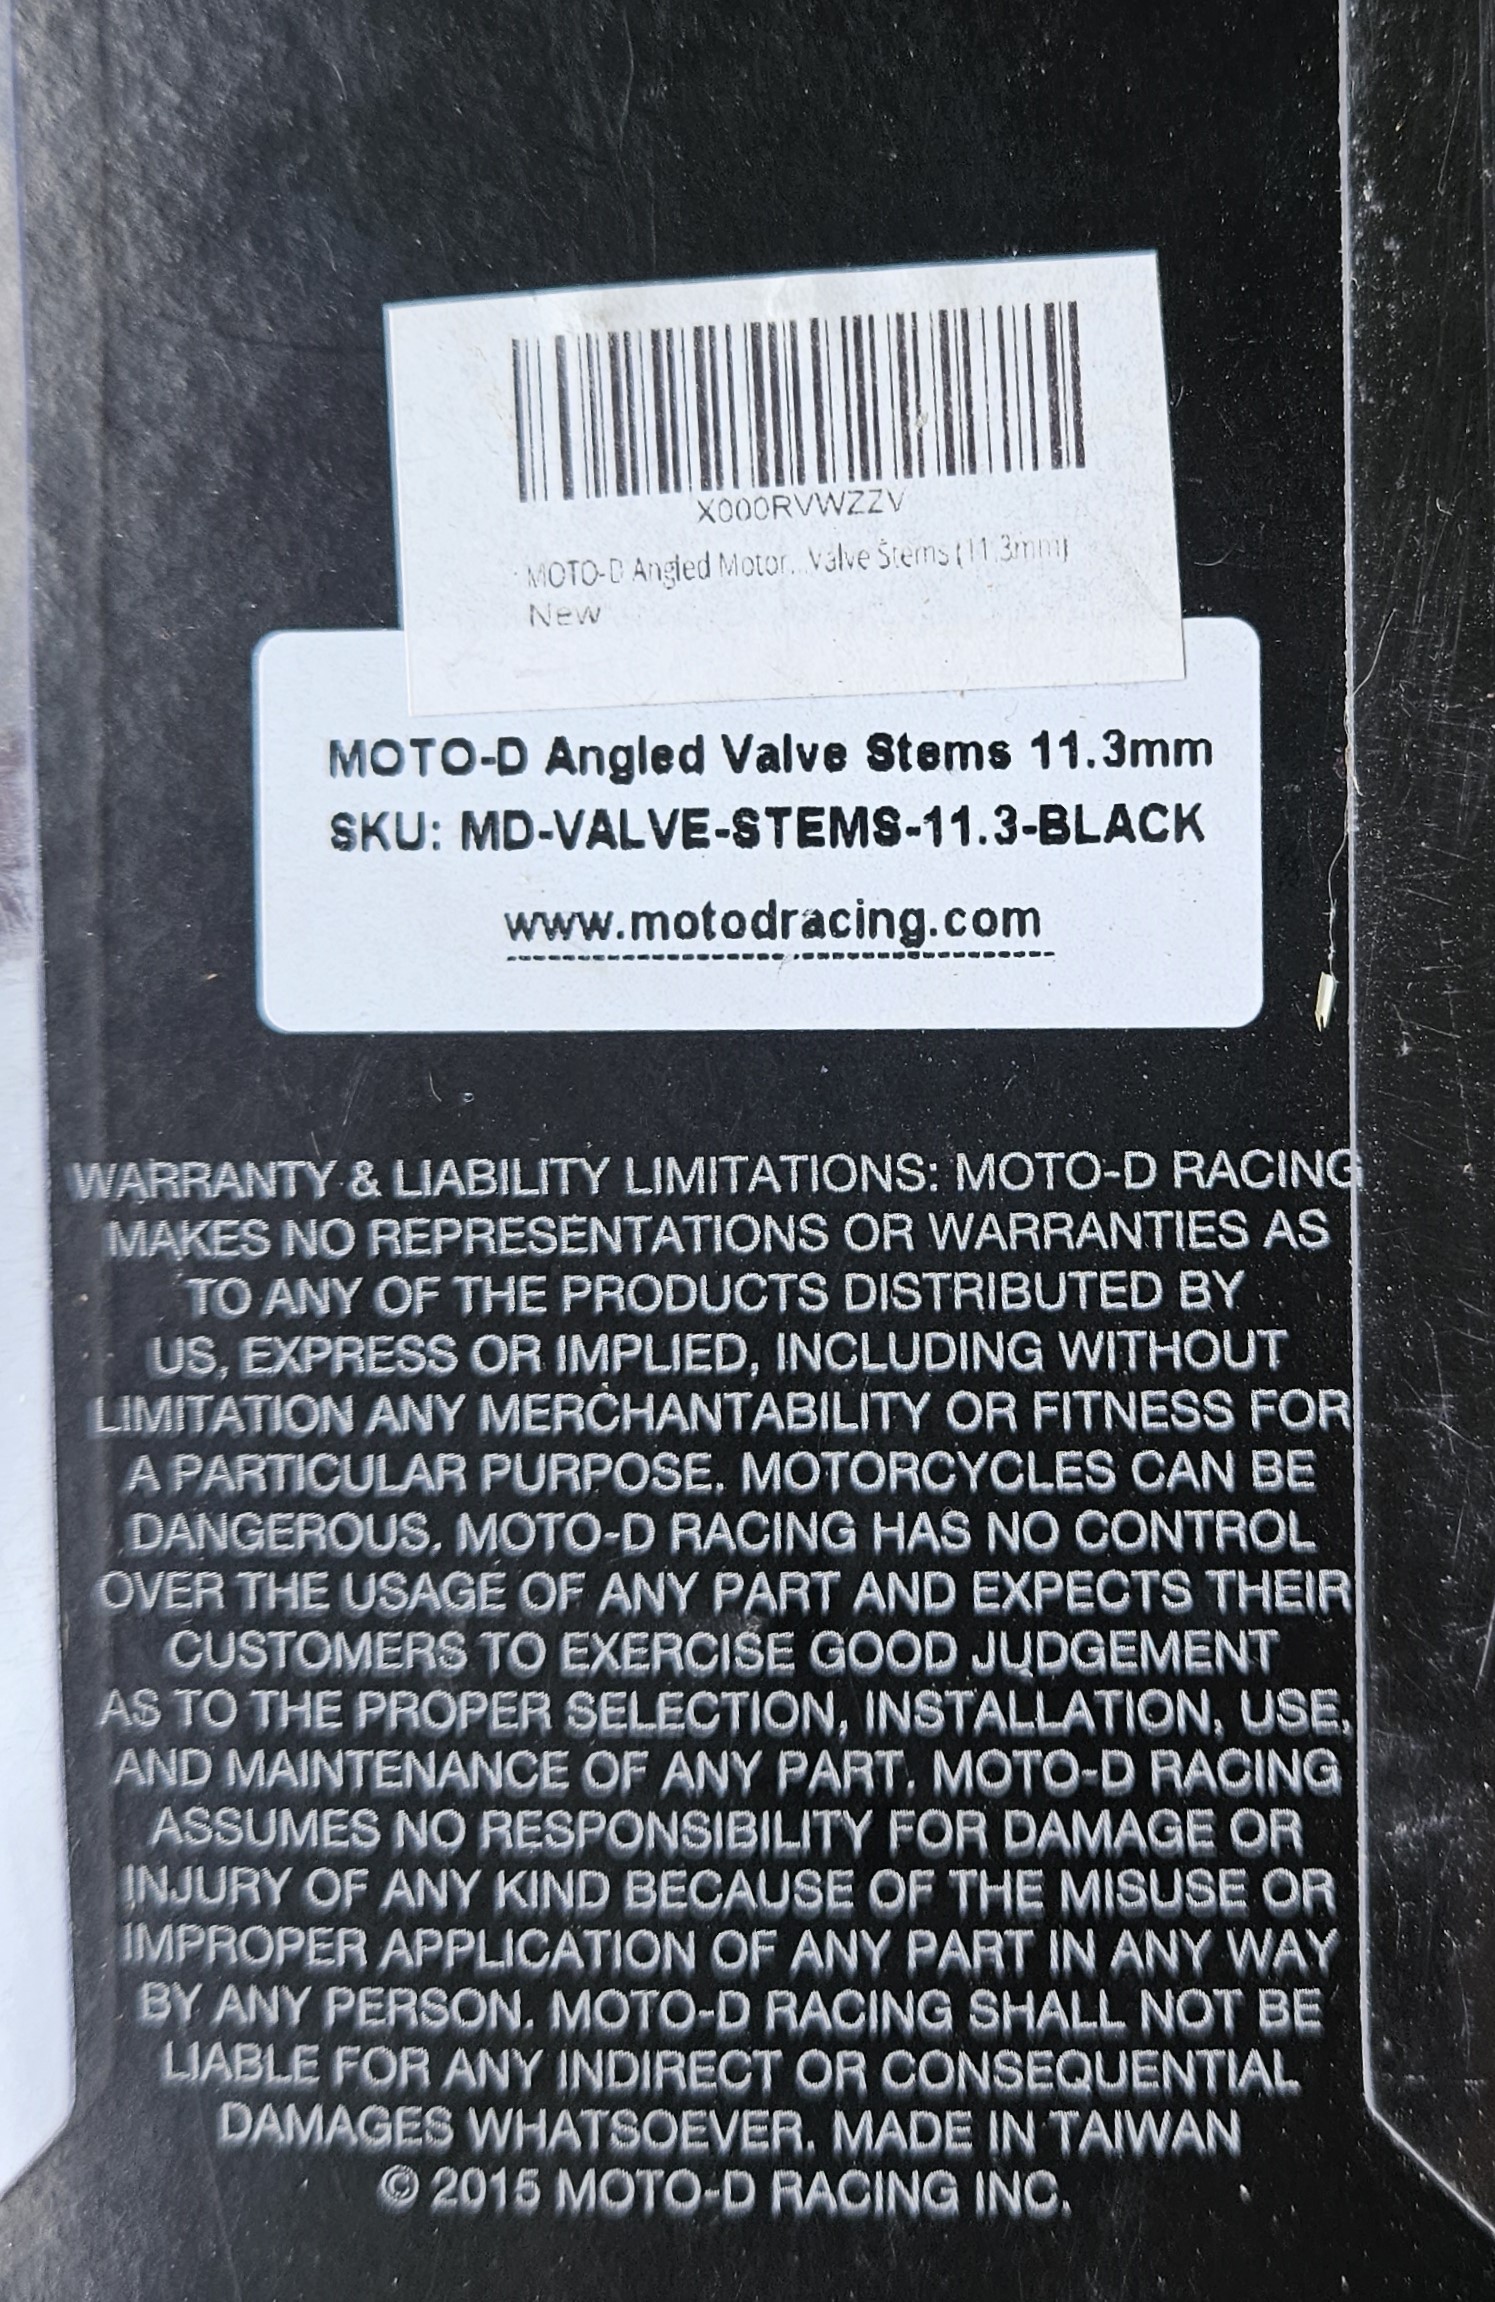 X000RVWZZV
MOTO-D Angled Motor...Valve Stems (11.3mm)
New
MOTO-D Angled Valve Stems 11.3mm
SKU: MD-VALVE-STEMS-11.3-BLACK
www.motodracing.com
WARRANTY & LIABILITY LIMITATIONS: MOTO-D RACING
MAKES NO REPRESENTATIONS OR WARRANTIES AS
TO ANY OF THE PRODUCTS DISTRIBUTED BY
US, EXPRESS OR IMPLIED, INCLUDING WITHOUT
LIMITATION ANY MERCHANTABILITY OR FITNESS FOR
A PARTICULAR PURPOSE. MOTORCYCLES CAN BE
DANGEROUS. MOTO-D RACING HAS NO CONTROL
OVER THE USAGE OF ANY PART AND EXPECTS THEIR
CUSTOMERS TO EXERCISE GOOD JUDGEMENT
AS TO THE PROPER SELECTION, INSTALLATION, USE,
AND MAINTENANCE OF ANY PART. MOTO-D RACING
ASSUMES NO RESPONSIBILITY FOR DAMAGE OR
INJURY OF ANY KIND BECAUSE OF THE MISUSE OR
IMPROPER APPLICATION OF ANY PART IN ANY WAY
BY ANY PERSON. MOTO-D RACING SHALL NOT BE
LIABLE FOR ANY INDIRECT OR CONSEQUENTIAL
DAMAGES WHATSOEVER. MADE IN TAIWAN
© 2015 MOTO-D RACING INC.